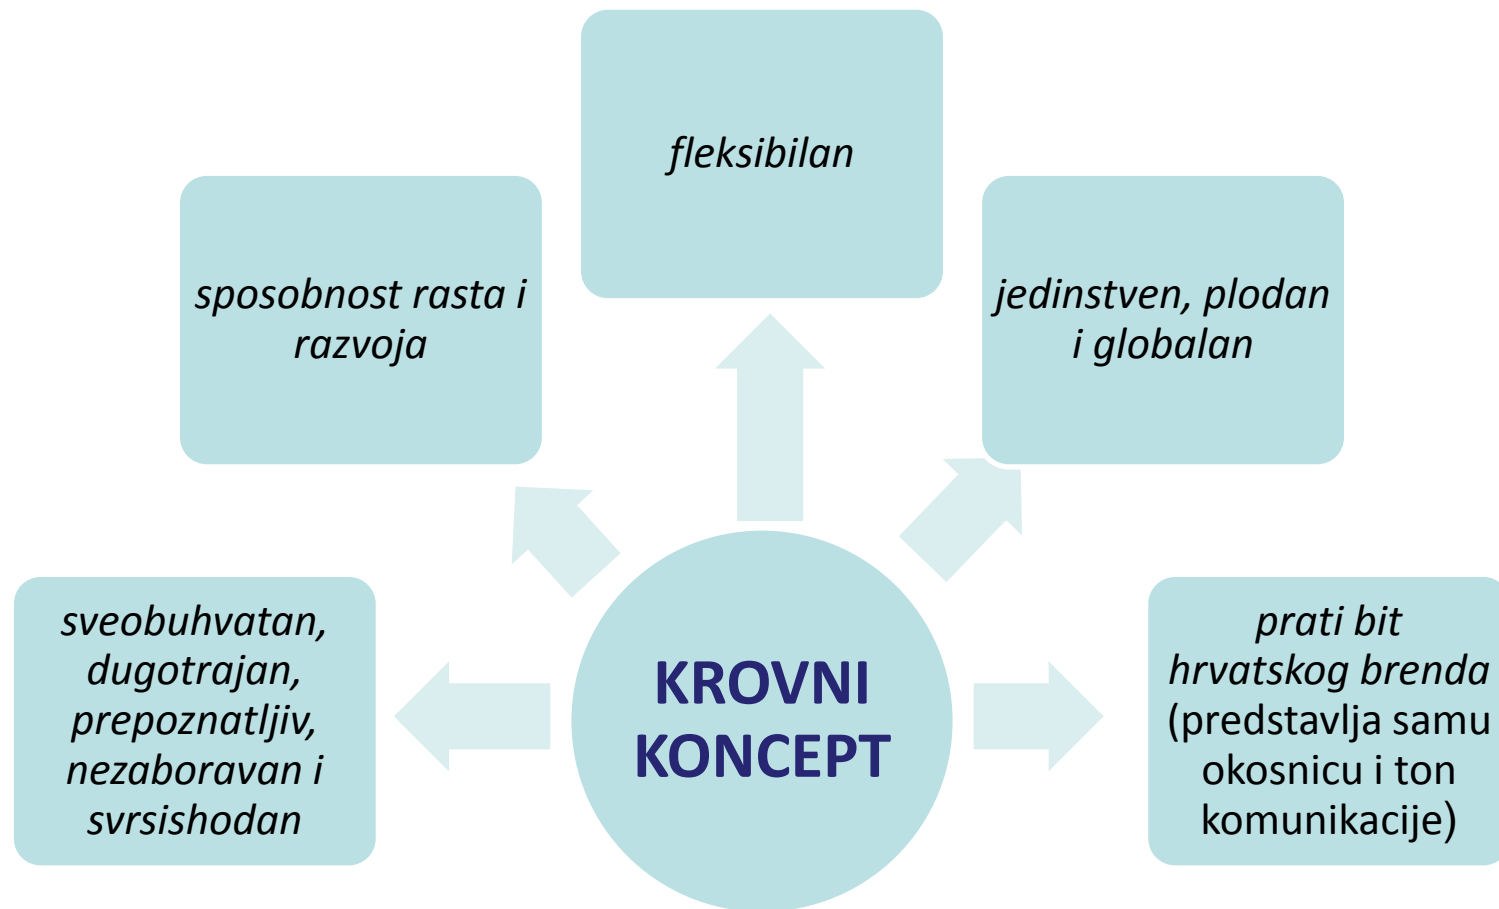 fleksibilan
sposobnost rasta i
razvoja
jedinstven, plodan
i globalan
sveobuhvatan,
dugotrajan,
prepoznatljiv,
nezaboravan i
svrsishodan
KROVNI
KONCEPT
prati bit
hrvatskog brenda
(predstavlja samu
okosnicu i ton
komunikacije)